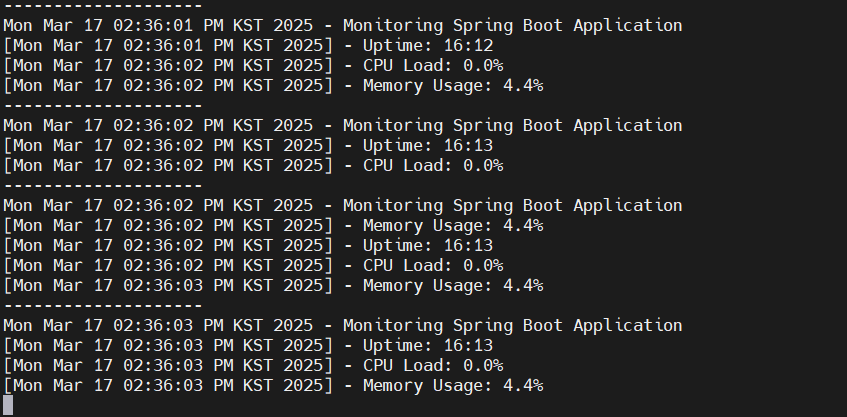 --------------------
Mon Mar 17 02:36:01 PM KST 2025 - Monitoring Spring Boot Application
[Mon Mar 17 02:36:01 PM KST 2025] - Uptime: 16:12
[Mon Mar 17 02:36:02 PM KST 2025] - CPU Load: 0.0%
[Mon Mar 17 02:36:02 PM KST 2025] - Memory Usage: 4.4%
--------------------
Mon Mar 17 02:36:02 PM KST 2025 - Monitoring Spring Boot Application
[Mon Mar 17 02:36:02 PM KST 2025] - Uptime: 16:13
[Mon Mar 17 02:36:02 PM KST 2025] - CPU Load: 0.0%
--------------------
Mon Mar 17 02:36:02 PM KST 2025 - Monitoring Spring Boot Application
[Mon Mar 17 02:36:02 PM KST 2025] - Memory Usage: 4.4%
[Mon Mar 17 02:36:02 PM KST 2025] - Uptime: 16:13
[Mon Mar 17 02:36:02 PM KST 2025] - CPU Load: 0.0%
[Mon Mar 17 02:36:03 PM KST 2025] - Memory Usage: 4.4%
--------------------
Mon Mar 17 02:36:03 PM KST 2025 - Monitoring Spring Boot Application
[Mon Mar 17 02:36:03 PM KST 2025] - Uptime: 16:13
[Mon Mar 17 02:36:03 PM KST 2025] - CPU Load: 0.0%
[Mon Mar 17 02:36:03 PM KST 2025] - Memory Usage: 4.4%